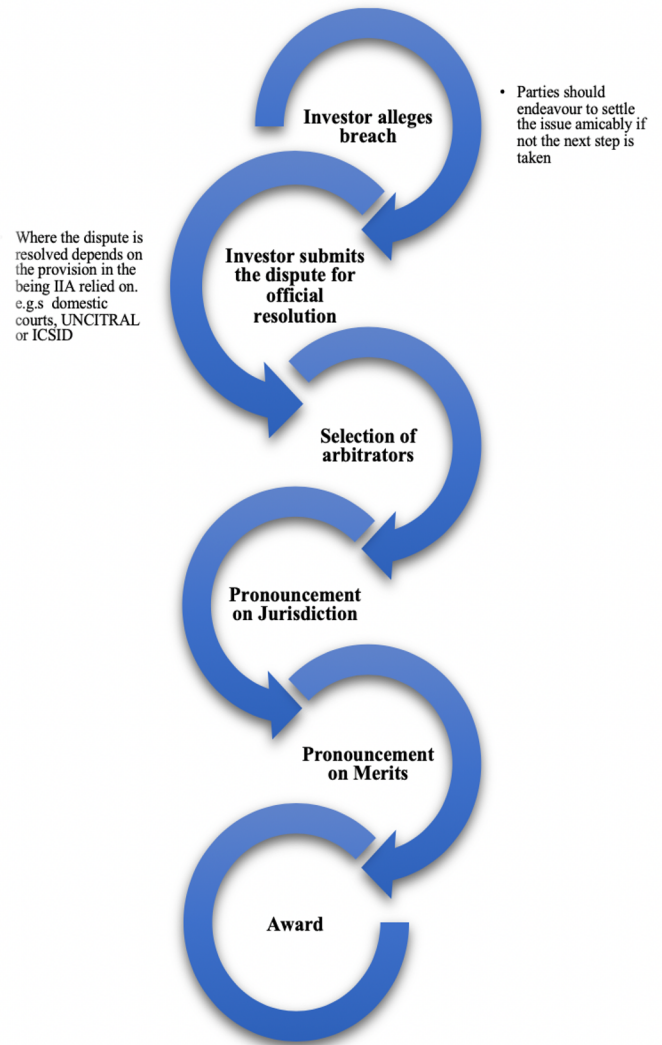 Investor alleges
breach
• Parties should
endeavour to settle
the issue amicably if
not the next step is
taken
Where the dispute is
resolved depends on
the provision in the
being IIA relied on.
e.g.s domestic
courts, UNCITRAL
or ICSID
Investor submits
the dispute for
official
resolution
Selection of
arbitrators
Pronouncement
on Jurisdiction
Pronouncement
on Merits
Award